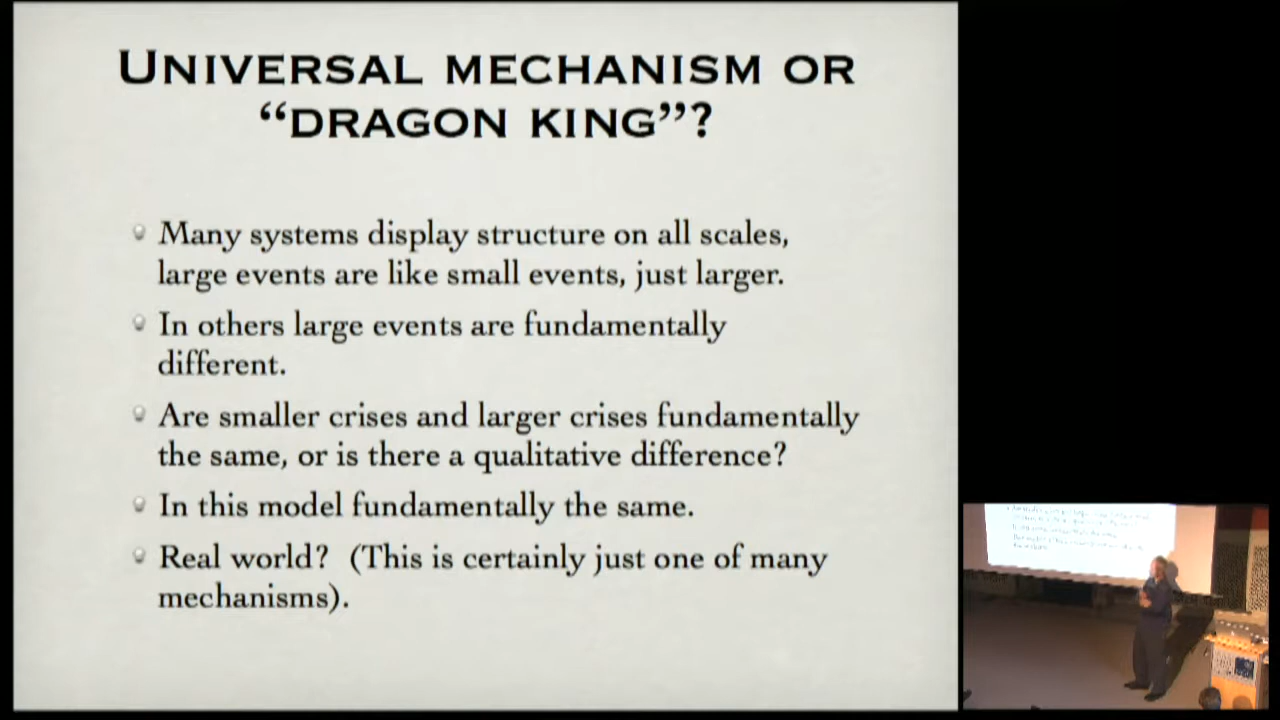 UNIVERSAL MECHANISM OR
“DRAGON KING”?
Many systems display structure on all scales,
large events are like small events, just larger.
In others large events are fundamentally
different.
Are smaller crises and larger crises fundamentally
the same, or is there a qualitative difference?
In this model fundamentally the same.
Real world? (This is certainly just one of many
mechanisms).